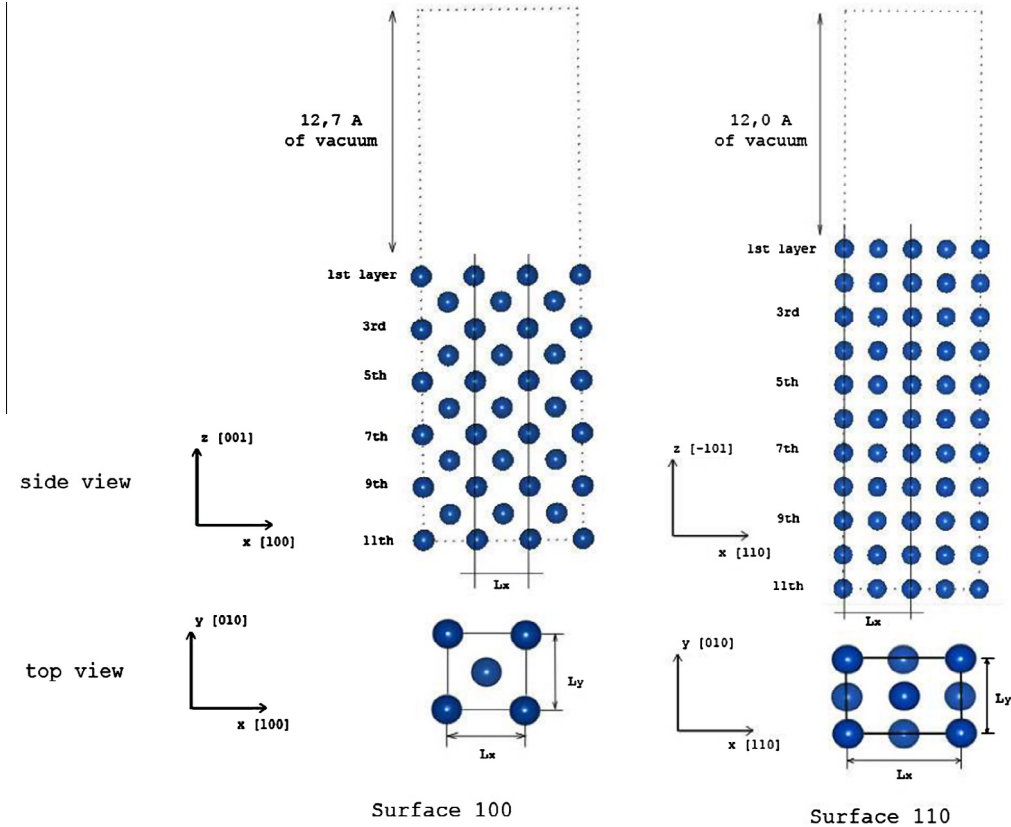 12,7 A
of vacuum
1st layer
3rd
5th
7th
9th
11th
Lx
12,0 A
of vacuum
1st layer
3rd
5th
7th
9th
11th
Lx
side view
z [001]
x [100]
z [-101]
x [110]
top view
y [010]
x [100]
Ly
Lx
y [010]
x [110]
Ly
Lx
Surface 100
Surface 110